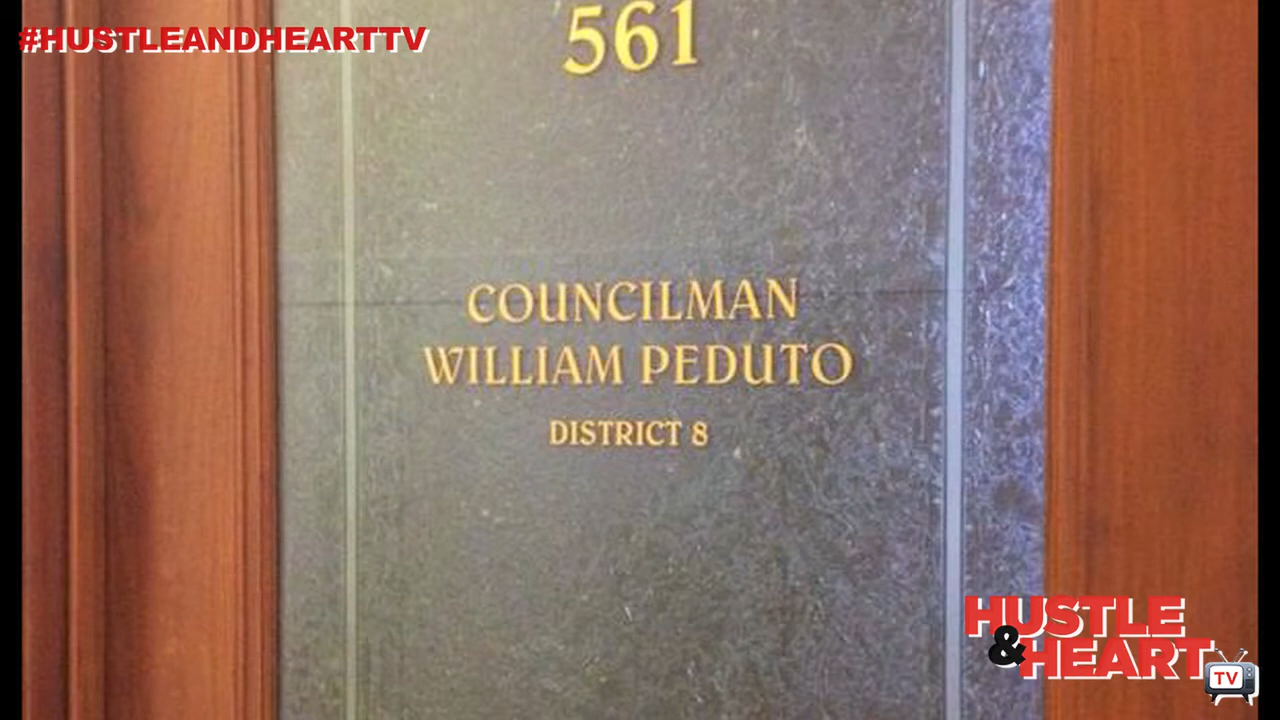 #HUSTLEANDHEARTTV
561
COUNCILMAN
WILLIAM PEDUTO
DISTRICT 8
HUSTLE
&HEART
TV